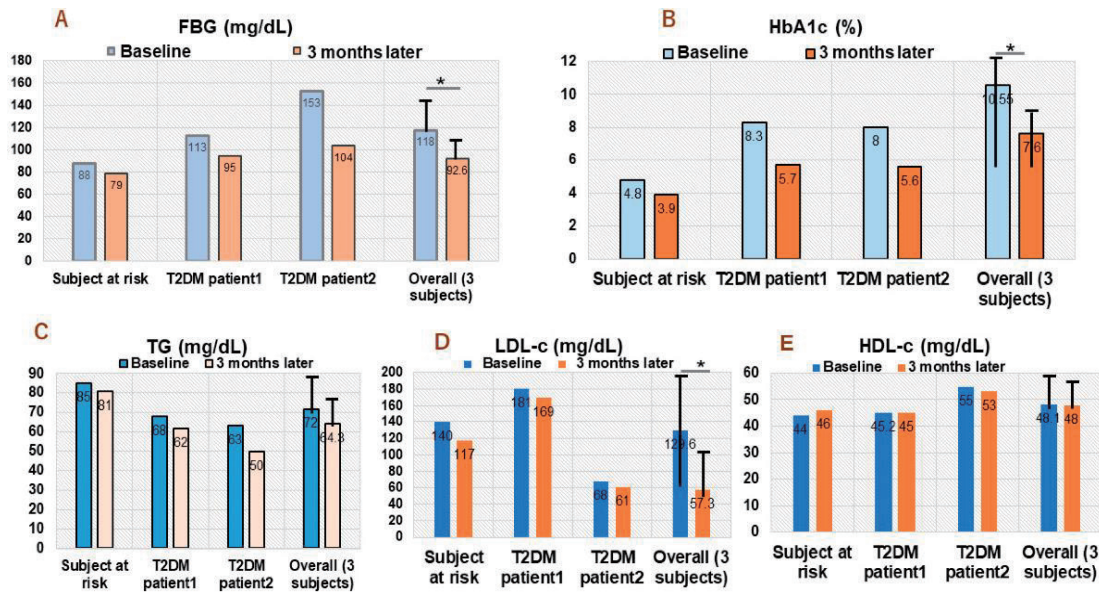 A
FBG (mg/dL)
Baseline 3 months later
180
160
140
120
100
80
60
40
20
0
88 79 113 95 153 104 118 92.6
*
Subject at risk T2DM patient1 T2DM patient2 Overall (3
subjects)
B
HbA1c (%)
Baseline 3 months later
12
10
8
6
4
2
0
4.8 3.9 8.3 5.7 8 5.6 10.55 7.6
*
Subject at risk T2DM patient1 T2DM patient2 Overall (3
subjects)
C
TG (mg/dL)
Baseline 3 months later
90
80
70
60
50
40
30
20
10
0
85 81 68 62 63 50 72 64.3
Subject at T2DM T2DM Overall (3
risk patient1 patient2 subjects)
D
LDL-c (mg/dL)
Baseline 3 months later
200
180
160
140
120
100
80
60
40
20
0
140 117 181 169 68 61 129.6 57.3
*
Subject T2DM T2DM Overall (3
at risk patient1 patient2 subjects)
E
HDL-c (mg/dL)
Baseline 3 months later
60
50
40
30
20
10
0
44 46 45.2 45 55 53 48.1 48
Subject T2DM T2DM Overall (3
at risk patient1 patient2 subjects)